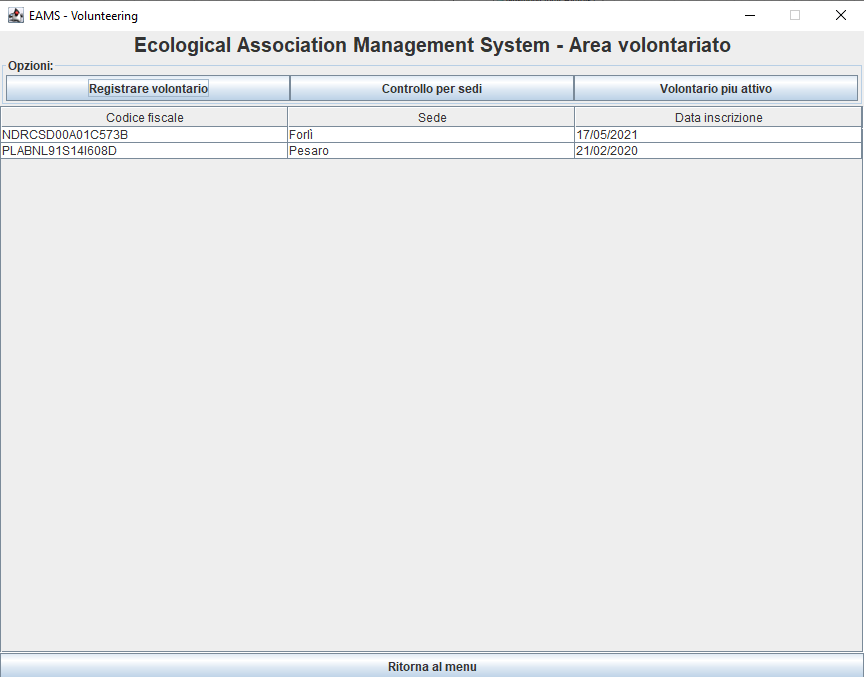 EAMS - Volunteering
Ecological Association Management System - Area volontariato
Opzioni:
Registrare volontario Controllo per sedi Volontario piu attivo
Codice fiscale Sede Data inscrizione
NDRCSD00A01C573B Forlì 17/05/2021
PLABNL91S14I608D Pesaro 21/02/2020
Ritorna al menu